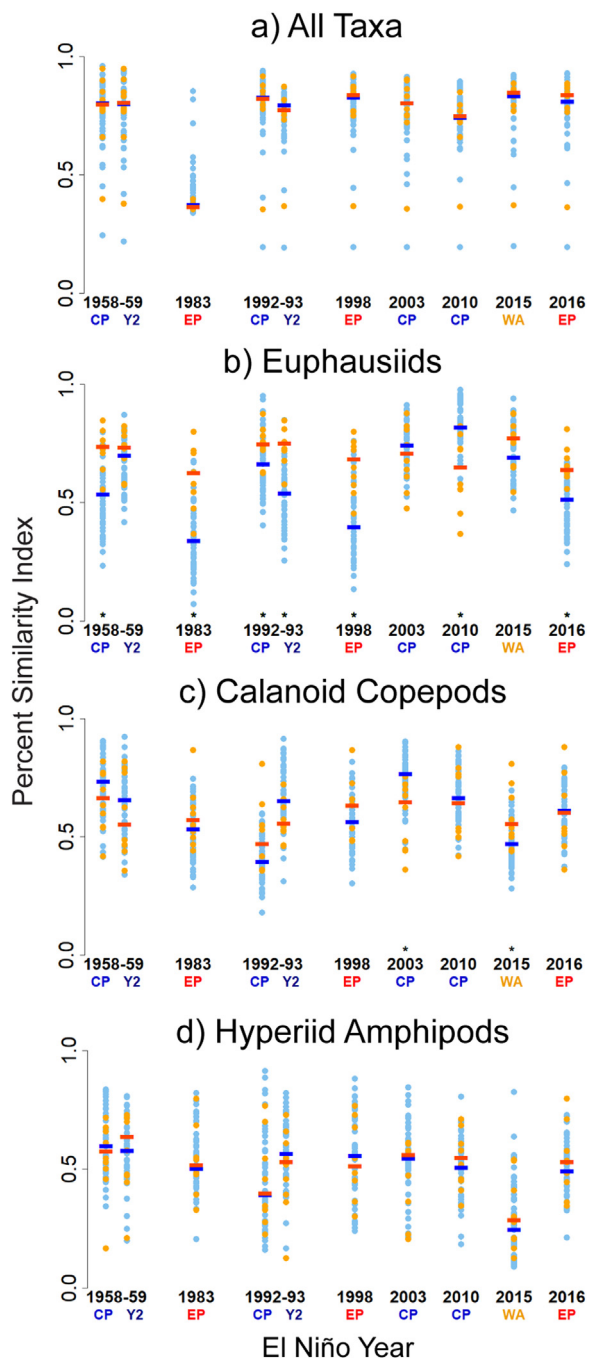 a) All Taxa
1.0
0.5
0.0
1958-59 1983 1992-93 1998 2003 2010 2015 2016
CP Y2 EP CP Y2 EP CP CP WA EP
b) Euphausiids
1.0
0.5
0.0
* * * * * * *
1958-59 1983 1992-93 1998 2003 2010 2015 2016
CP Y2 EP CP Y2 EP CP CP WA EP
Percent Similarity Index
c) Calanoid Copepods
1.0
0.5
0.0
* *
1958-59 1983 1992-93 1998 2003 2010 2015 2016
CP Y2 EP CP Y2 EP CP CP WA EP
d) Hyperiid Amphipods
1.0
0.5
0.0
1958-59 1983 1992-93 1998 2003 2010 2015 2016
CP Y2 EP CP Y2 EP CP CP WA EP
El Niño Year